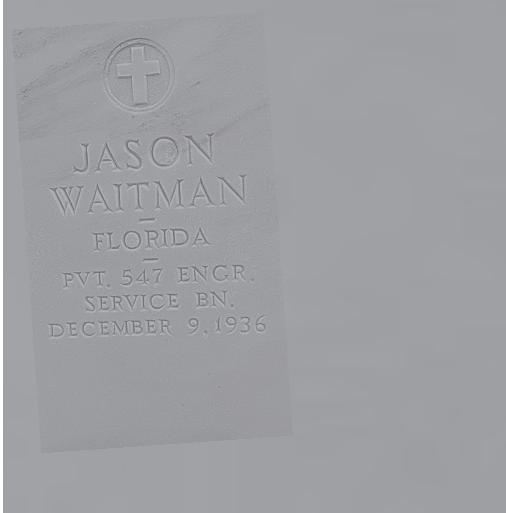 JASON
WAITMAN
FLORIDA
PVT. 547 ENGR.
SERVICE BN.
DECEMBER 9, 1936